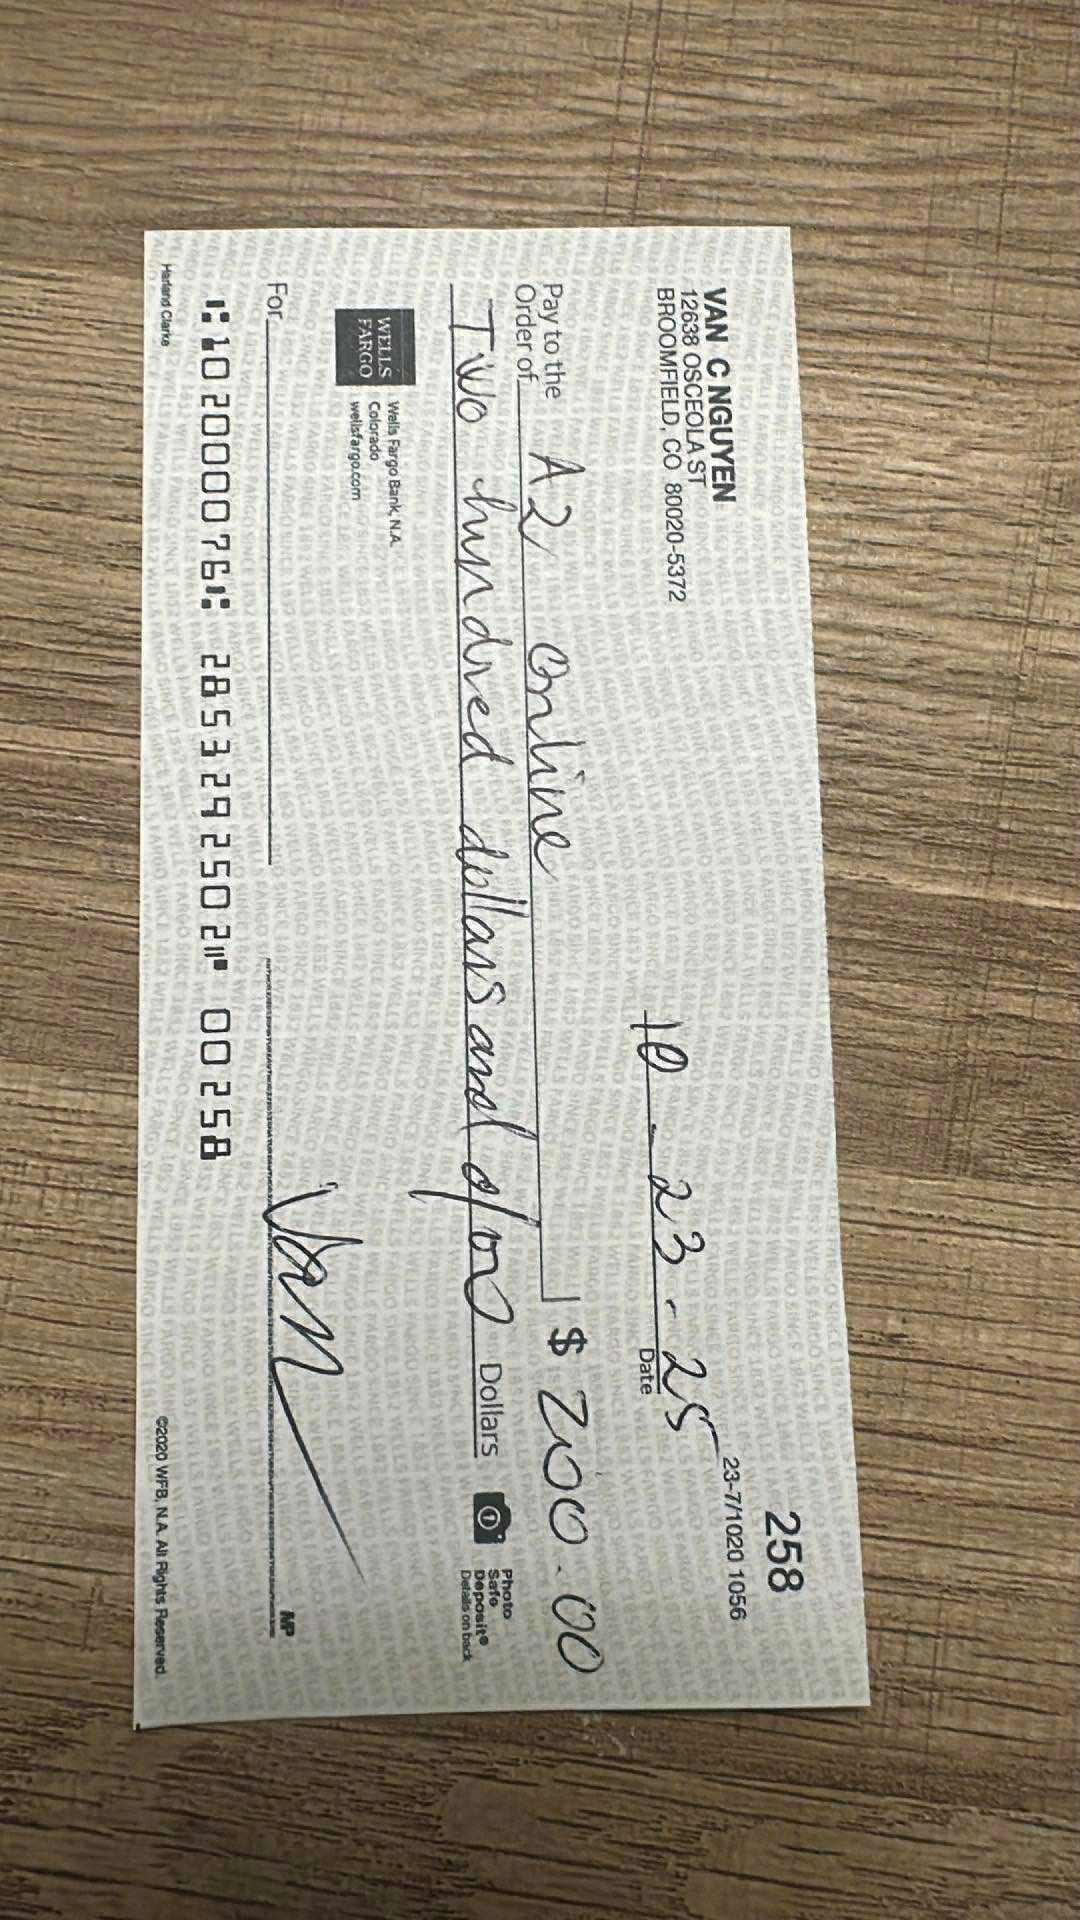 258
VAN C NGUYEN
12638 OSCEOLA ST
BROOMFIELD, CO 80020-5372
23-7/1020 1056
10-23-25
Date
Pay to the
Order of A2 Online $ 200.00
Two hundred dollars and 0/00 Dollars
Photo
Safe
Deposit®
Details on back
WELLS
FARGO
Wells Fargo Bank, N.A.
Colorado
wellsfargo.com
For Van MP
⑆102000076⑆ 2853292502⑈ 00258
Harland Clarke ©2020 WFB, N.A. All Rights Reserved.